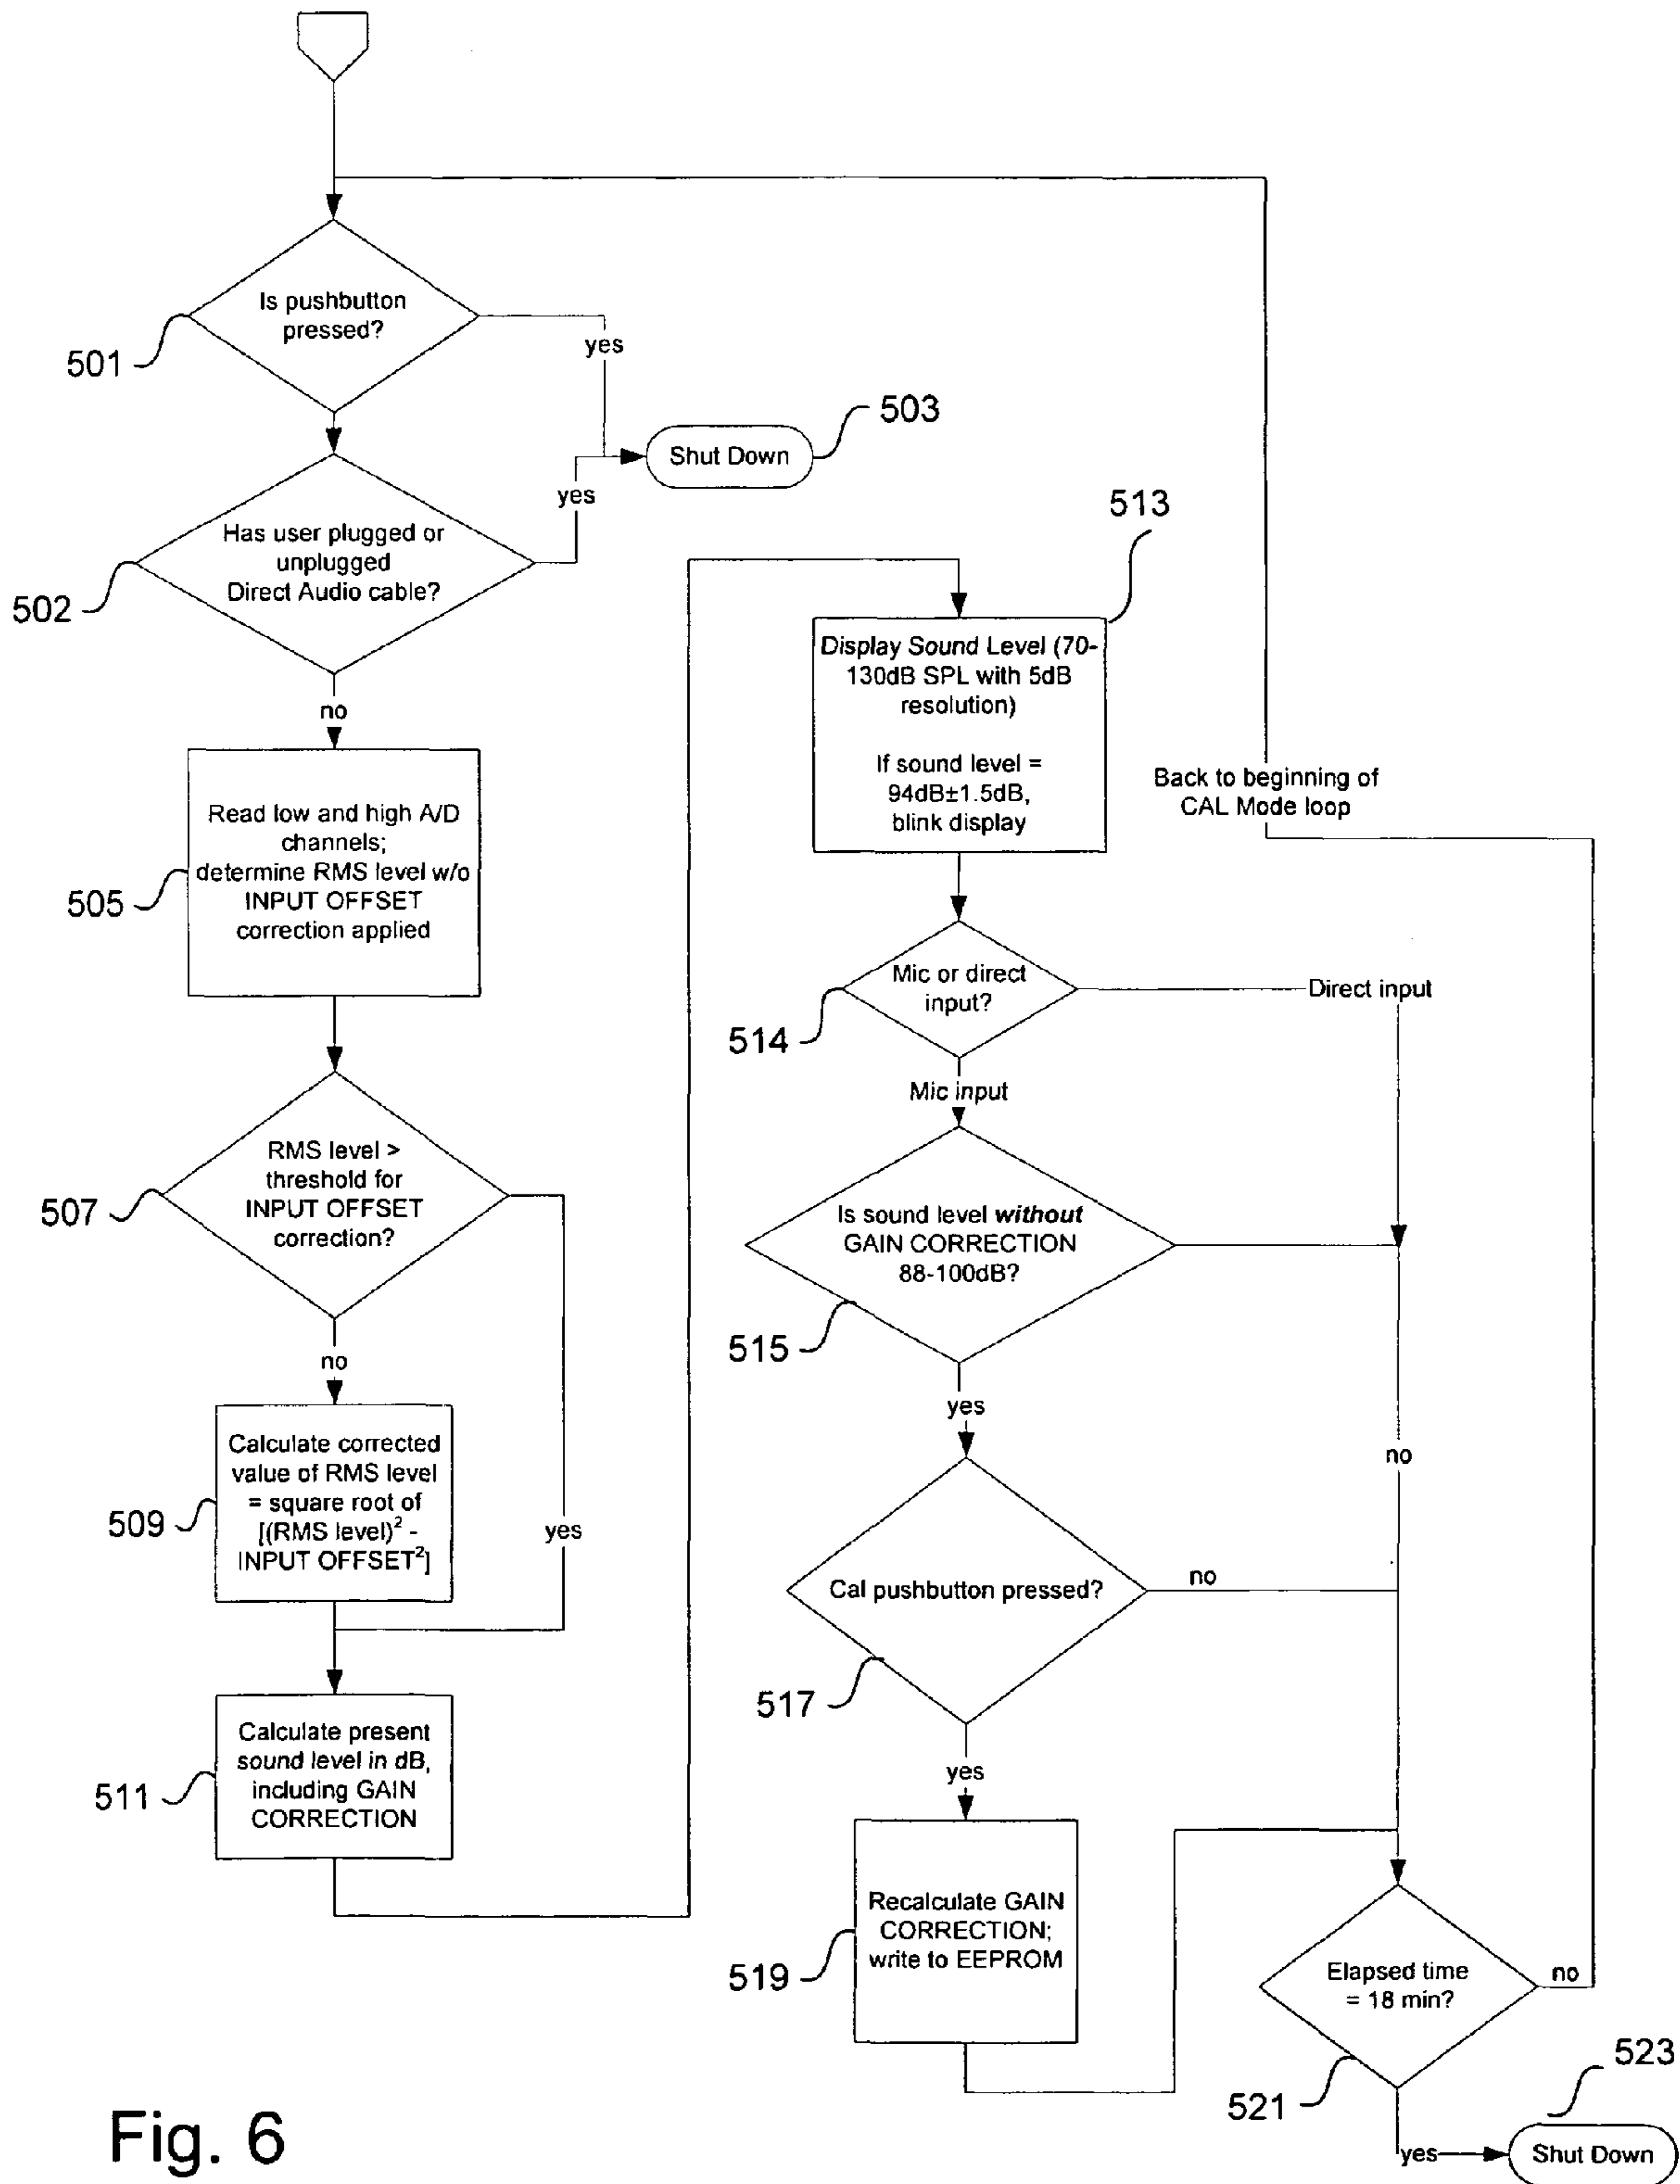 Is pushbutton
pressed?
501
yes
503
Shut Down
yes
Has user plugged or
unplugged
Direct Audio cable?
502
no
Read low and high A/D
channels;
determine RMS level w/o
INPUT OFFSET
correction applied
505
RMS level >
threshold for
INPUT OFFSET
correction?
507
no
yes
Calculate corrected
value of RMS level
= square root of
[(RMS level)² -
INPUT OFFSET²]
509
Calculate present
sound level in dB,
including GAIN
CORRECTION
511
513
Display Sound Level (70-
130dB SPL with 5dB
resolution)
If sound level =
94dB±1.5dB,
blink display
Back to beginning of
CAL Mode loop
Mic or direct
input?
514
Direct input
Mic input
Is sound level without
GAIN CORRECTION
88-100dB?
515
no
yes
Cal pushbutton pressed?
no
517
yes
Recalculate GAIN
CORRECTION;
write to EEPROM
519
Elapsed time
= 18 min?
no
521
yes
523
Shut Down
Fig. 6